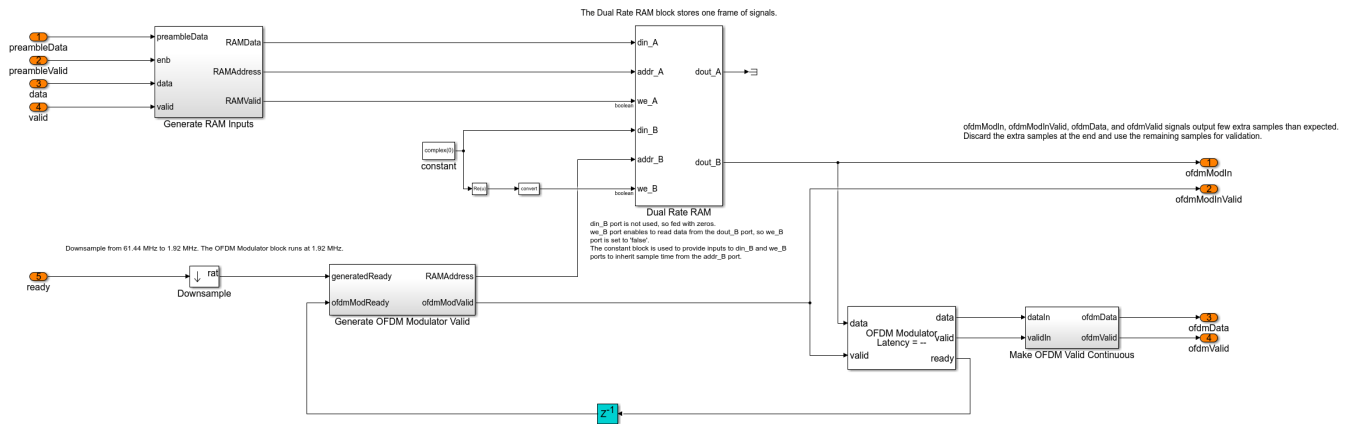 The Dual Rate RAM block stores one frame of signals.
1
preambleData
2
preambleValid
3
data
4
valid
preambleData
enb
data
valid
RAMData
RAMAddress
RAMValid
Generate RAM Inputs
din_A
addr_A
we_A
boolean
din_B
addr_B
we_B
boolean
dout_A
dout_B
Dual Rate RAM
complex(0)
constant
Re(u)
convert
din_B port is not used, so fed with zeros.
we_B port enables to read data from the dout_B port, so we_B
port is set to 'false'.
The constant block is used to provide inputs to din_B and we_B
ports to inherit sample time from the addr_B port.
ofdmModIn, ofdmModInValid, ofdmData, and ofdmValid signals output few extra samples than expected.
Discard the extra samples at the end and use the remaining samples for validation.
1
ofdmModIn
2
ofdmModInValid
Downsample from 61.44 MHz to 1.92 MHz. The OFDM Modulator block runs at 1.92 MHz.
5
ready
rat
Downsample
generatedReady
ofdmModReady
RAMAddress
ofdmModValid
Generate OFDM Modulator Valid
data
valid
OFDM Modulator
Latency = --
data
valid
ready
dataIn
validIn
ofdmData
ofdmValid
Make OFDM Valid Continuous
3
ofdmData
4
ofdmValid
Z-1